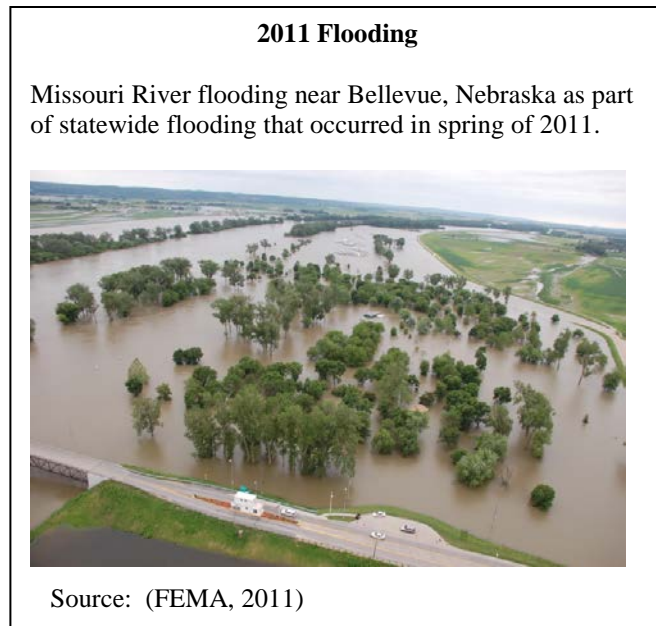 2011 Flooding
Missouri River flooding near Bellevue, Nebraska as part
of statewide flooding that occurred in spring of 2011.
Source:  (FEMA, 2011)